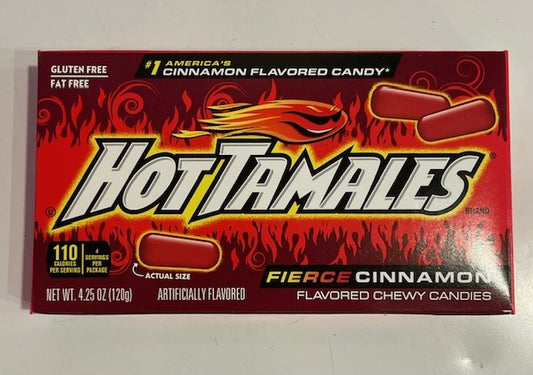 GLUTEN FREE
FAT FREE
#1 AMERICA'S
CINNAMON FLAVORED CANDY*
HOT TAMALES®
BRAND
U
110
CALORIES
PER SERVING
4
SERVINGS
PER
PACKAGE
ACTUAL SIZE
FIERCE CINNAMON
FLAVORED CHEWY CANDIES
NET WT. 4.25 OZ (120g)
ARTIFICIALLY FLAVORED